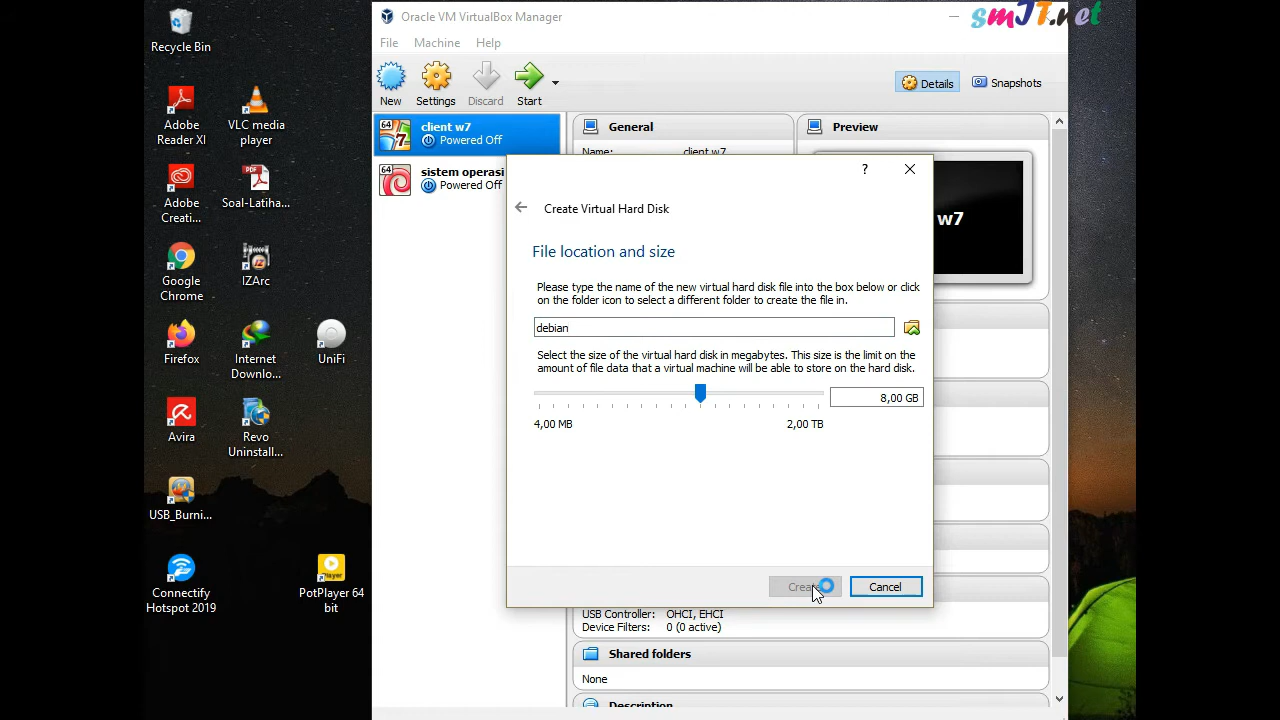 smJT.net
Recycle Bin
Adobe
Reader XI
VLC media
player
Adobe
Creati...
PDF
Soal-Latiha...
Google
Chrome
IZArc
Firefox
Internet
Downlo...
UniFi
Avira
Revo
Uninstall...
USB_Burni...
Connectify
Hotspot 2019
Player
PotPlayer 64
bit
Oracle VM VirtualBox Manager
File Machine Help
New Settings Discard Start
Details Snapshots
64 client w7
7 Powered Off
64 sistem operasi
Powered Off
General
Name: client w7
Preview
w7
?
Create Virtual Hard Disk
File location and size
Please type the name of the new virtual hard disk file into the box below or click
on the folder icon to select a different folder to create the file in.
debian
Select the size of the virtual hard disk in megabytes. This size is the limit on the
amount of file data that a virtual machine will be able to store on the hard disk.
8,00 GB
4,00 MB 2,00 TB
Create Cancel
USB Controller: OHCI, EHCI
Device Filters: 0 (0 active)
Shared folders
None
Description